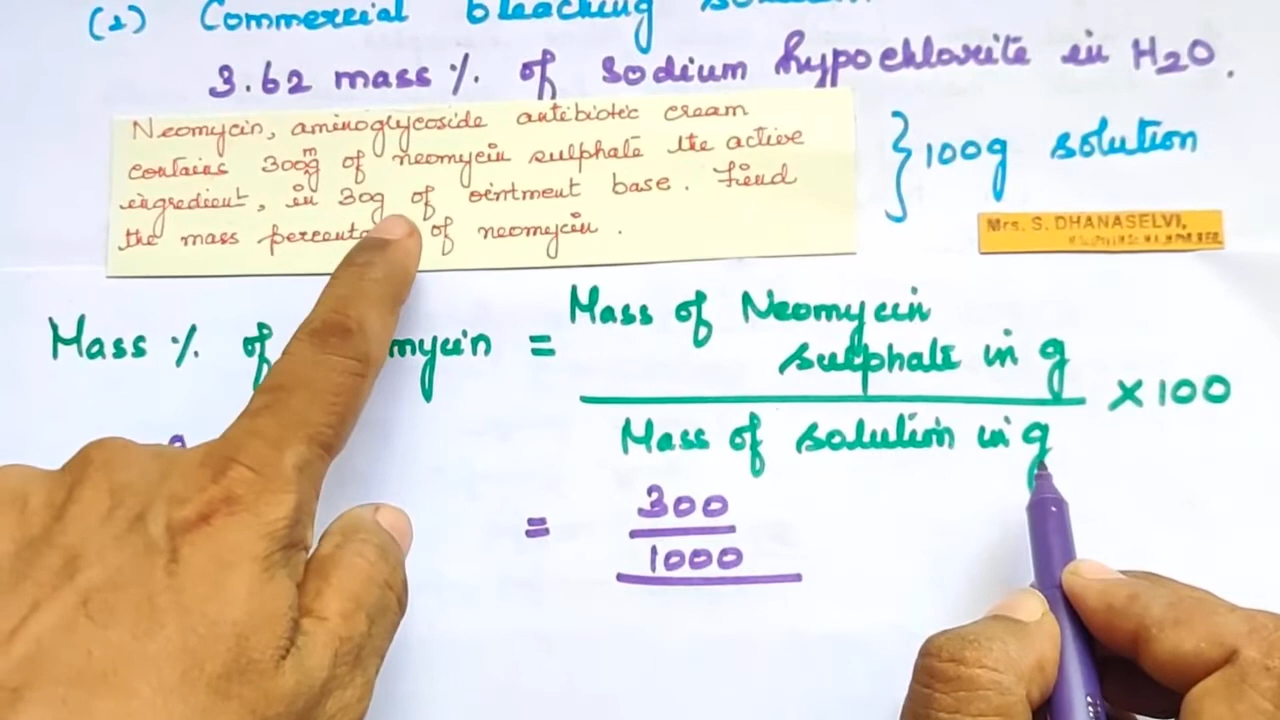 (2) Commercial bleaching
3.62 mass %. of sodium hypochlorite in H2O.
Neomycin, aminoglycoside antibiotic cream
contains 300mg of neomycin sulphate the active
ingredient, in 30g of ointment base. Find
the mass of neomycin.
}100g solution
Mrs. S. DHANASELVI,
Mass %. of = Mass of Neomycin
sulphate in g
× 100
Mass of solution in g
= 300
1000